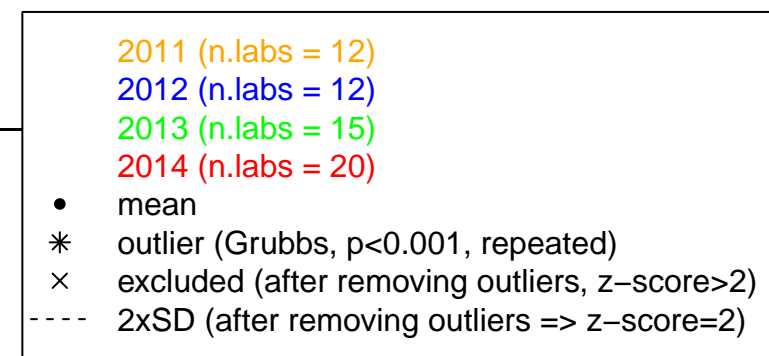 2011 (n.labs = 12)
2012 (n.labs = 12)
2013 (n.labs = 15)
2014 (n.labs = 20)
mean
outlier (Grubbs, p<0.001, repeated)
excluded (after removing outliers, z−score>2)
2xSD (after removing outliers => z−score=2)